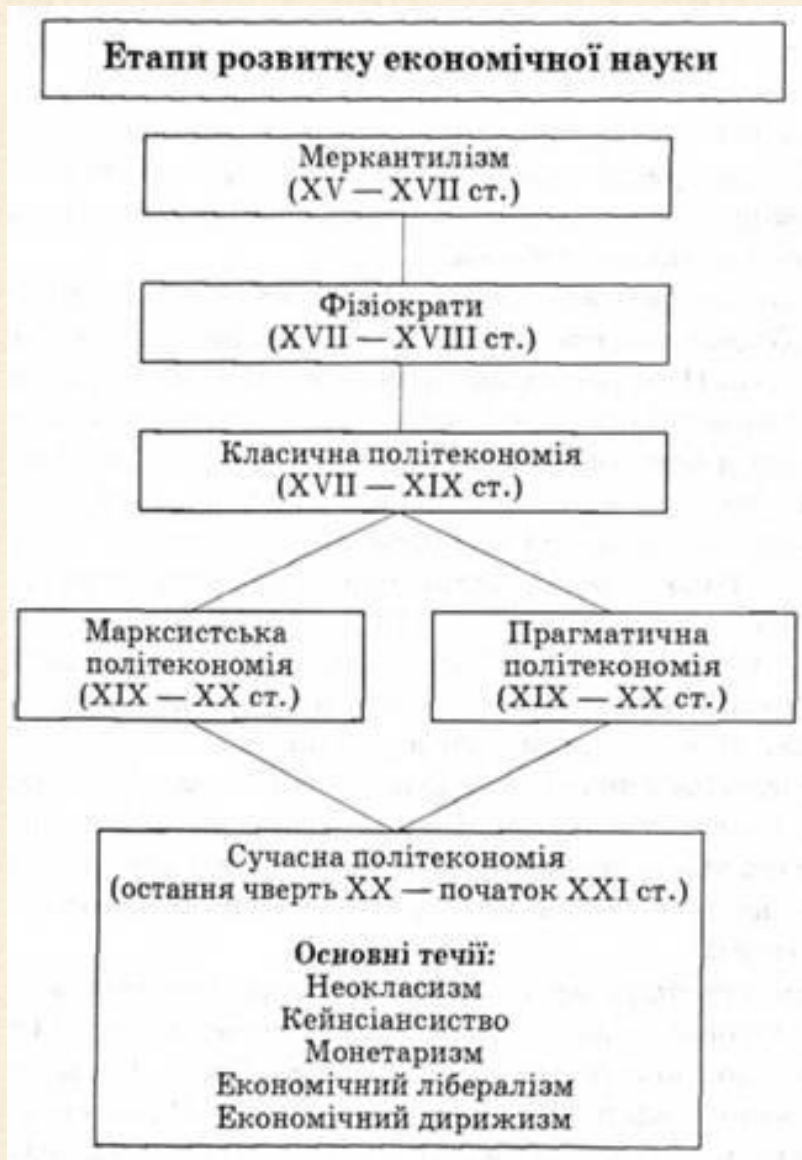 Етапи розвитку економічної науки
Меркантилізм
(XV — XVII ст.)
Фізіократи
(XVII — XVIII ст.)
Класична політекономія
(XVII — XIX ст.)
Марксистська
політекономія
(XIX — XX ст.)
Прагматична
політекономія
(XIX — XX ст.)
Сучасна політекономія
(остання чверть XX — початок XXI ст.)
Основні течії:
Неокласизм
Кейнсіансиство
Монетаризм
Економічний лібералізм
Економічний дирижизм